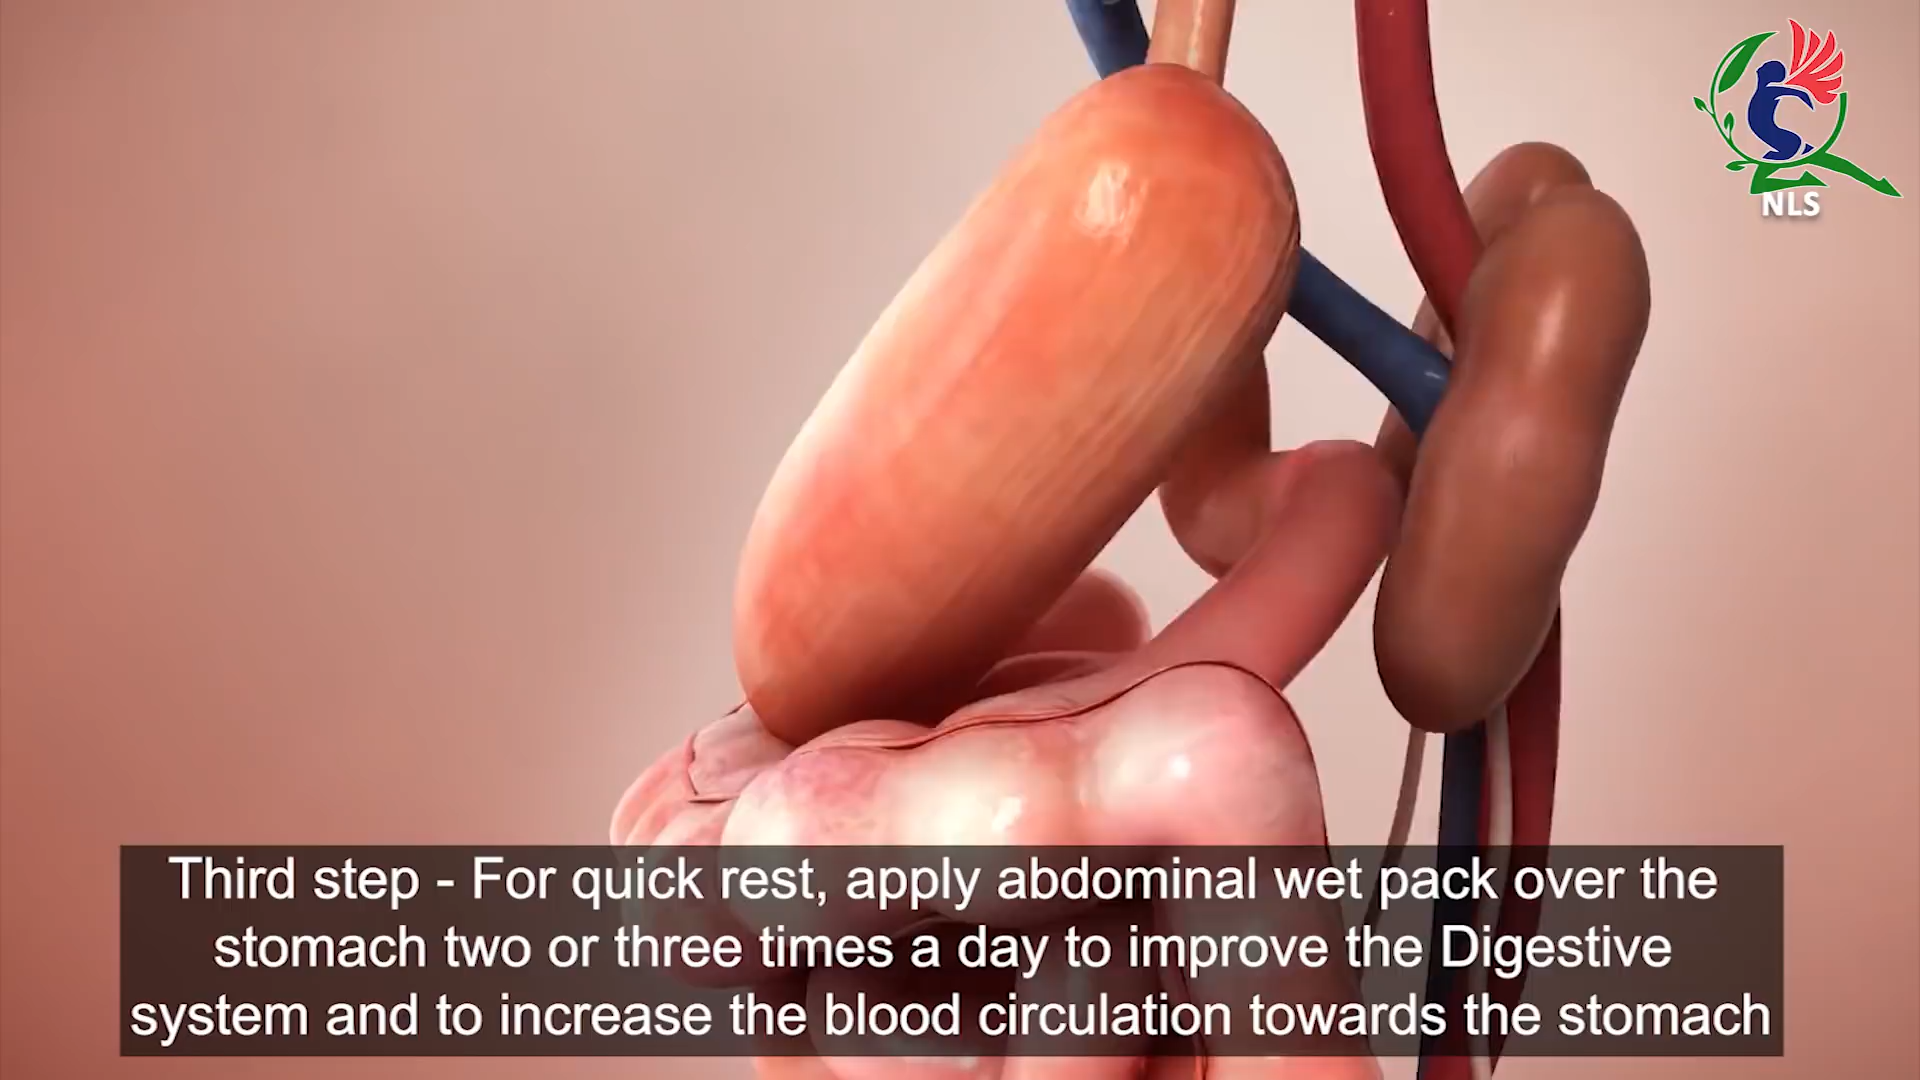 NLS
Third step - For quick rest, apply abdominal wet pack over the
stomach two or three times a day to improve the Digestive
system and to increase the blood circulation towards the stomach